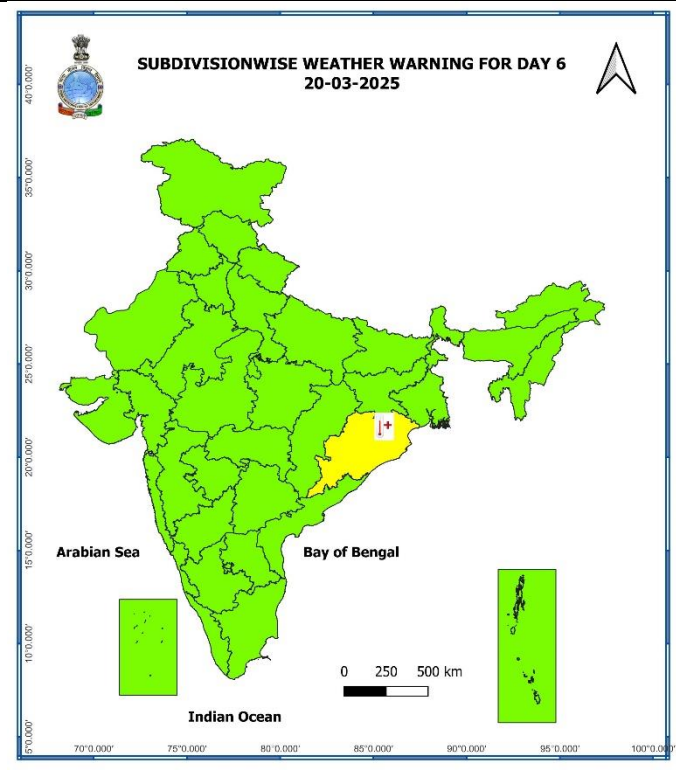 SUBDIVISIONWISE WEATHER WARNING FOR DAY 6
20-03-2025
40°0.000'
35°0.000'
30°0.000'
25°0.000'
20°0.000'
15°0.000'
10°0.000'
5°0.000'
+
Arabian Sea
Bay of Bengal
0 250 500 km
Indian Ocean
70°0.000' 75°0.000' 80°0.000' 85°0.000' 90°0.000' 95°0.000' 100°0.000'